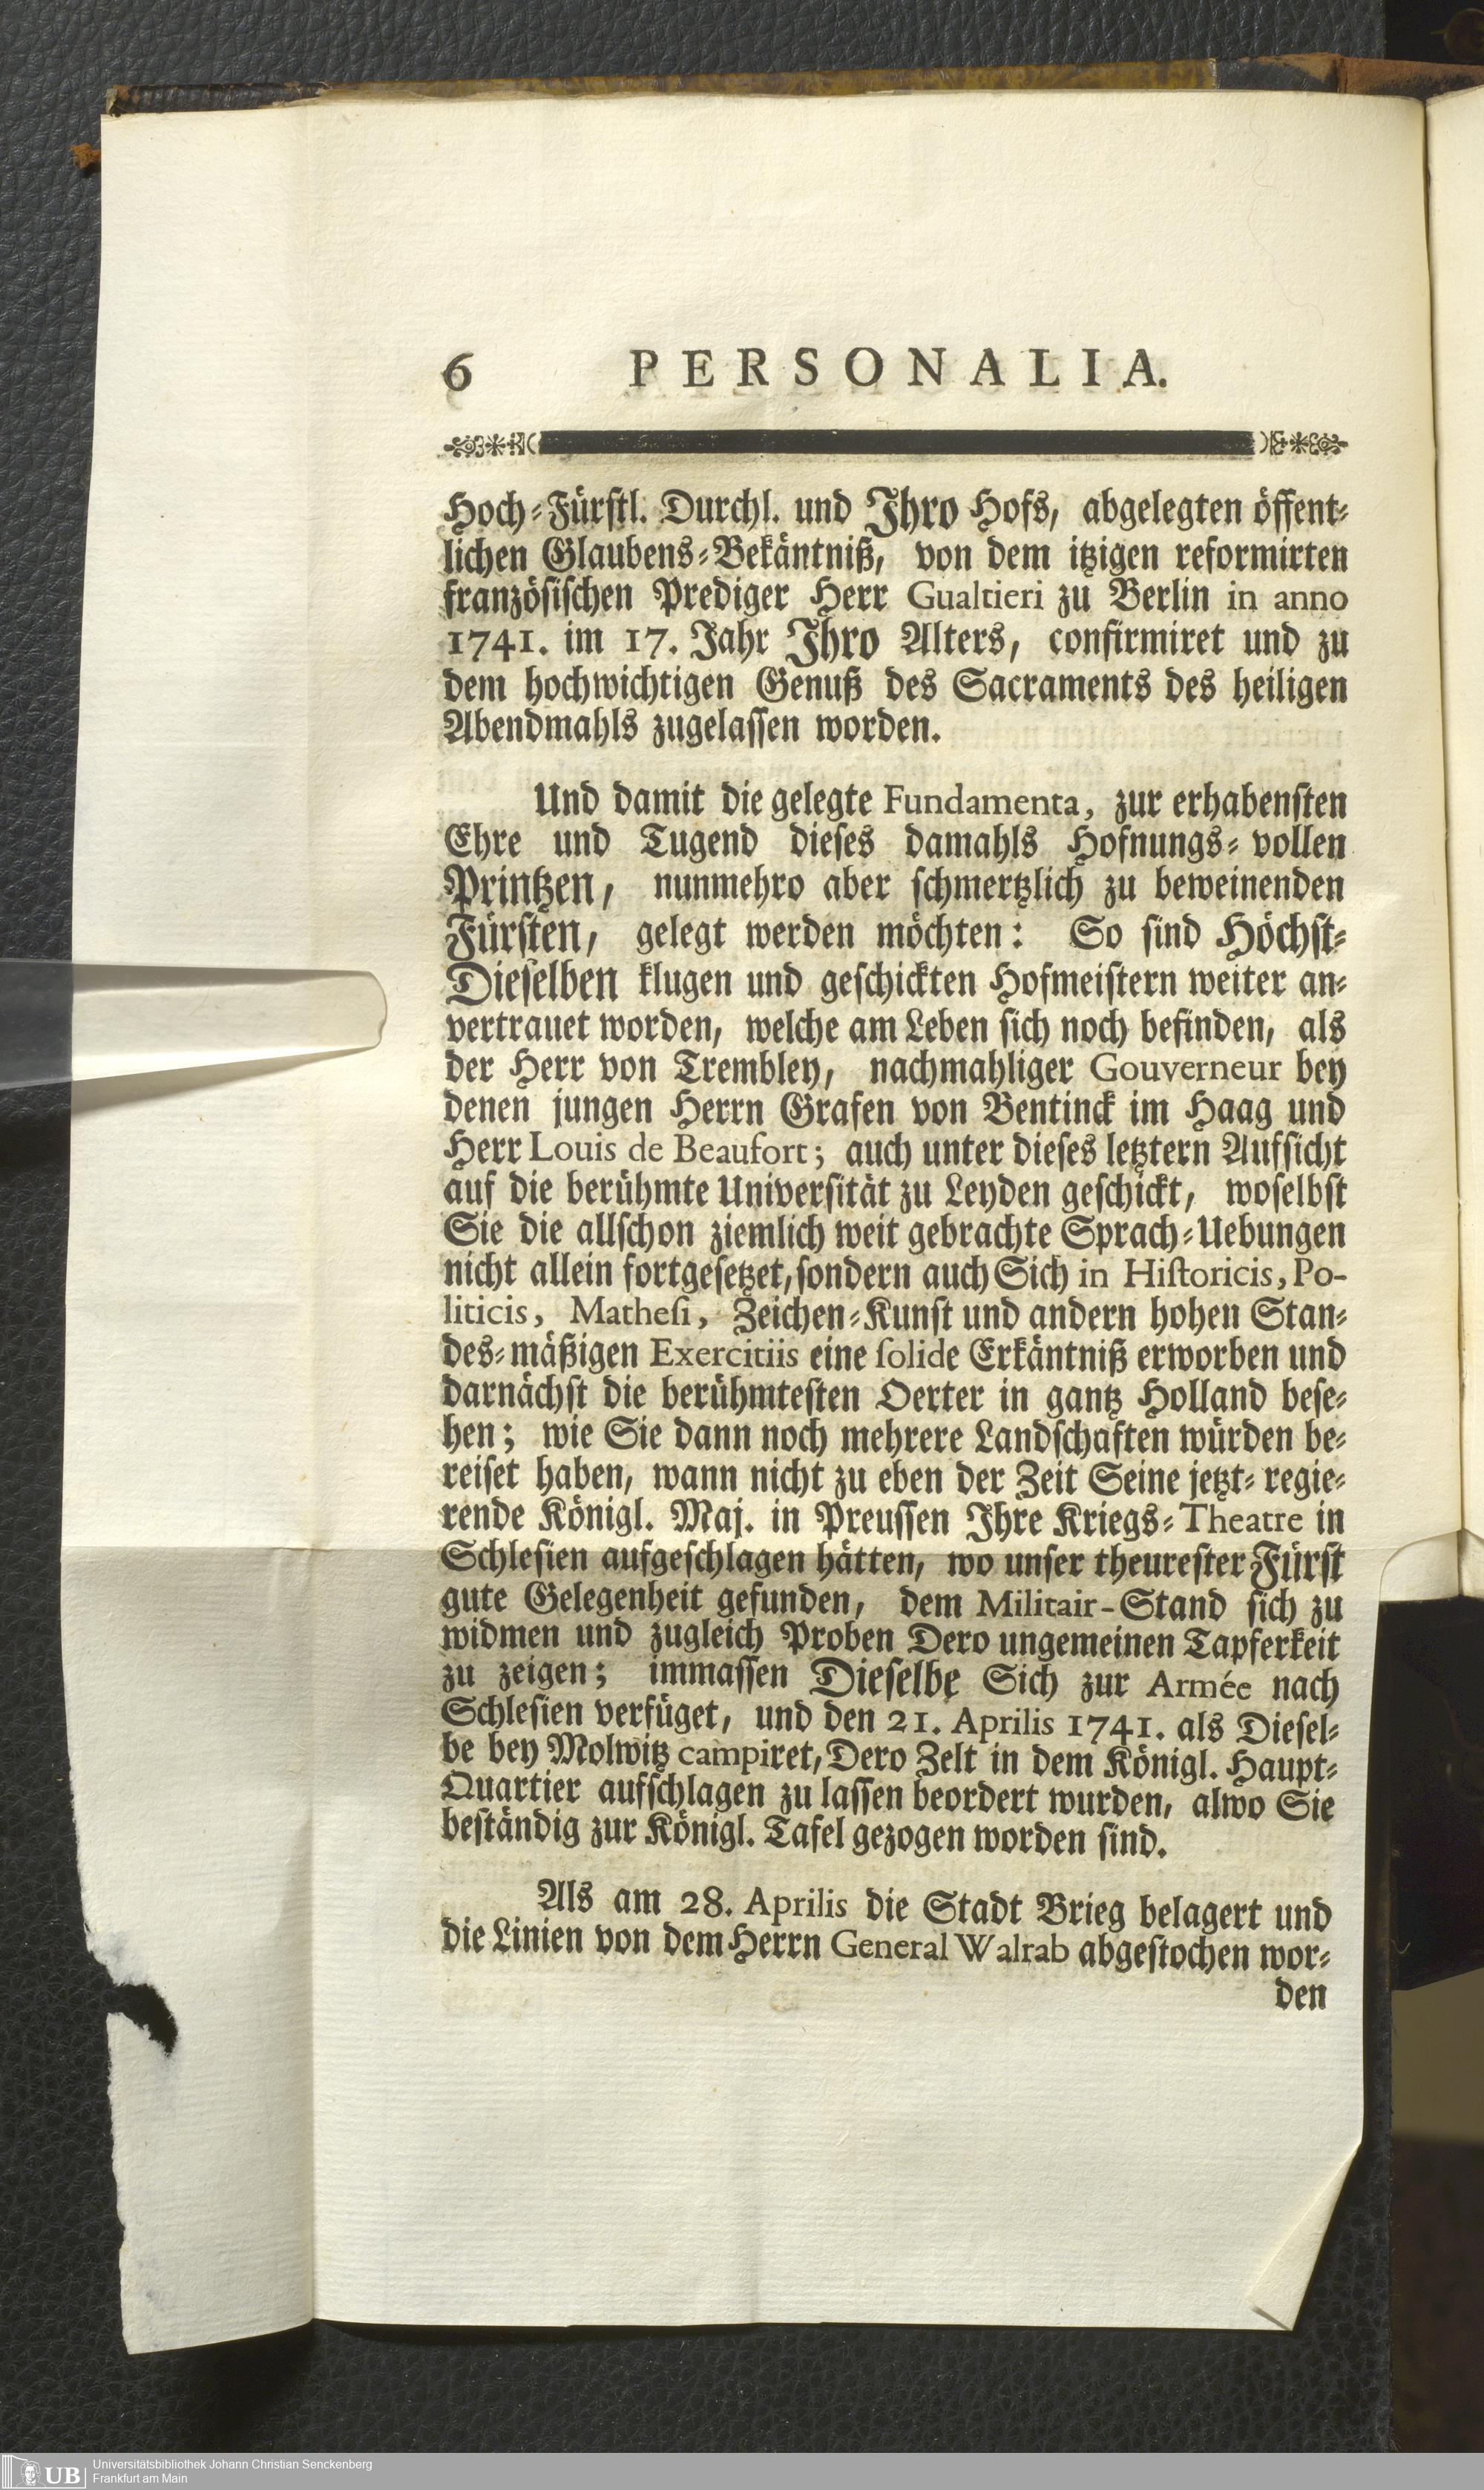 6 PERSONALIA.
Hoch-Fürstl. Durchl. und Ihro Hofs, abgelegten öffent-
lichen Glaubens-Bekäntniß, von dem itzigen reformirten
französischen Prediger Herr Gualtieri zu Berlin in anno
1741. im 17. Jahr Ihro Alters, confirmiret und zu
dem hochwichtigen Genuß des Sacraments des heiligen
Abendmahls zugelassen worden.
Und damit die gelegte Fundamenta, zur erhabensten
Ehre und Tugend dieses damahls Hofnungs-vollen
Printzen, nunmehro aber schmertzlich zu beweinenden
Fürsten, gelegt werden möchten: So sind Höchst-
Dieselben klugen und geschickten Hofmeistern weiter an-
vertrauet worden, welche am Leben sich noch befinden, als
der Herr von Trembley, nachmahliger Gouverneur bey
denen jungen Herrn Grafen von Bentinck im Haag und
Herr Louis de Beaufort; auch unter dieses letztern Aufsicht
auf die berühmte Universität zu Leyden geschickt, woselbst
Sie die allschon ziemlich weit gebrachte Sprach-Uebungen
nicht allein fortgesetzet, sondern auch Sich in Hiſtoricis, Po-
liticis, Matheſi, Zeichen-Kunst und andern hohen Stan-
des-mäßigen Exercitiis eine ſolide Erkäntniß erworben und
darnächst die berühmtesten Oerter in gantz Holland bese-
hen; wie Sie dann noch mehrere Landschaften würden be-
reiset haben, wann nicht zu eben der Zeit Seine jetzt-regie-
rende Königl. Maj. in Preussen Ihre Kriegs-Theatre in
Schlesien aufgeschlagen hätten, wo unser theurester Fürst
gute Gelegenheit gefunden, dem Militair-Stand sich zu
widmen und zugleich Proben Dero ungemeinen Tapferkeit
zu zeigen; immassen Dieselbe Sich zur Armée nach
Schlesien verfüget, und den 21. Aprilis 1741. als Diesel-
be bey Molwitz campiret, Dero Zelt in dem Königl. Haupt-
Quartier aufschlagen zu lassen beordert wurden, alwo Sie
beständig zur Königl. Tafel gezogen worden sind.
Als am 28. Aprilis die Stadt Brieg belagert und
die Linien von dem Herrn General Walrab abgestochen wor-
den
UB Universitätsbibliothek Johann Christian Senckenberg
Frankfurt am Main